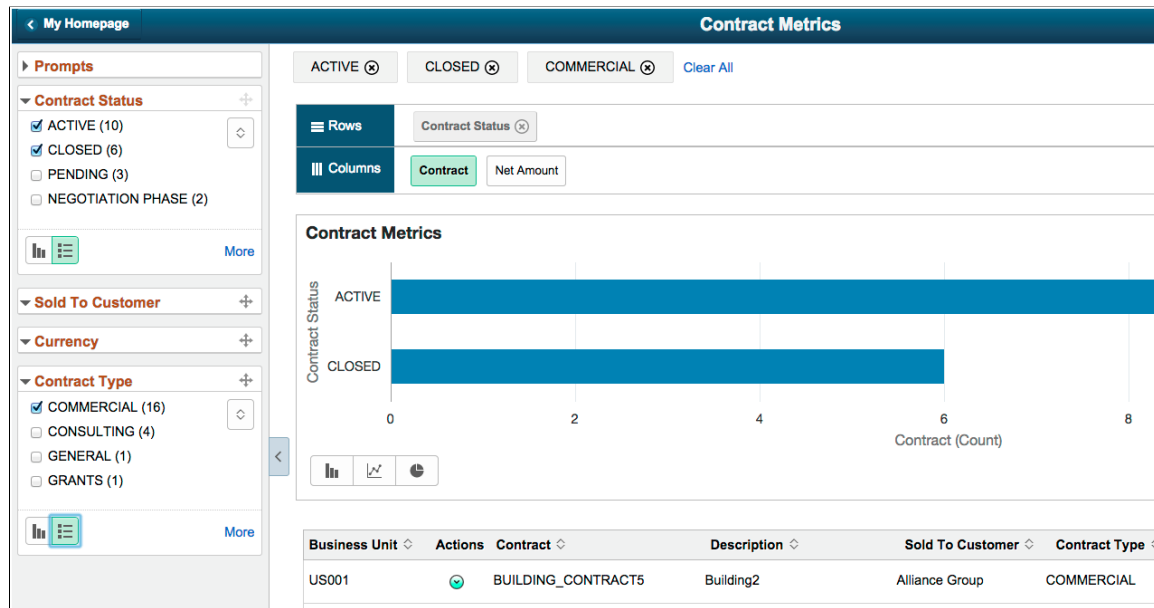 My Homepage
Contract Metrics
Prompts
Contract Status
ACTIVE (10)
CLOSED (6)
PENDING (3)
NEGOTIATION PHASE (2)
More
Sold To Customer
Currency
Contract Type
COMMERCIAL (16)
CONSULTING (4)
GENERAL (1)
GRANTS (1)
More
ACTIVE CLOSED COMMERCIAL Clear All
Rows Contract Status
Columns Contract Net Amount
Contract Metrics
Contract Status
ACTIVE
CLOSED
0 2 4 6 8
Contract (Count)
Business Unit Actions Contract Description Sold To Customer Contract Type
US001 BUILDING_CONTRACT5 Building2 Alliance Group COMMERCIAL